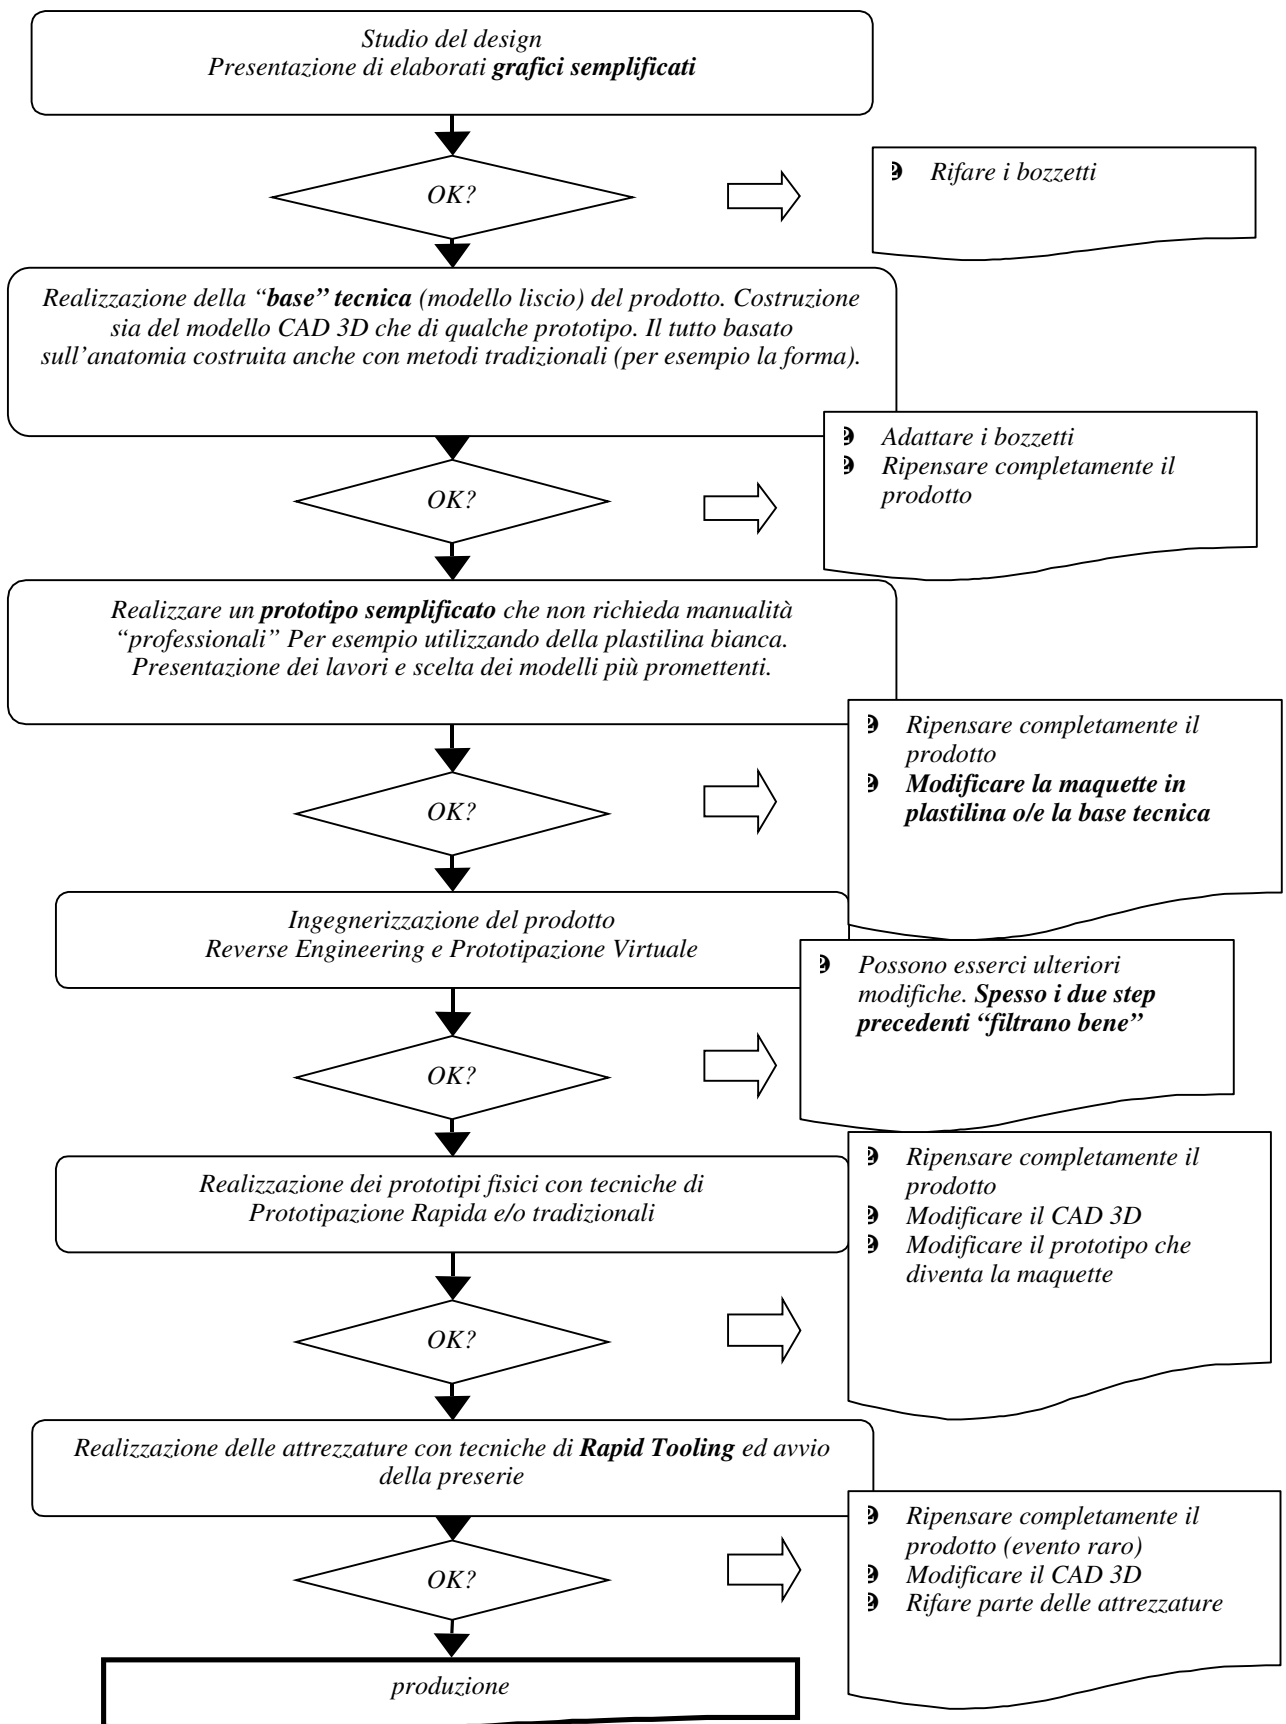 Studio del design
Presentazione di elaborati grafici semplificati
OK?
Rifare i bozzetti
Realizzazione della “base” tecnica (modello liscio) del prodotto. Costruzione
sia del modello CAD 3D che di qualche prototipo. Il tutto basato
sull’anatomia costruita anche con metodi tradizionali (per esempio la forma).
OK?
Adattare i bozzetti
Ripensare completamente il
prodotto
Realizzare un prototipo semplificato che non richieda manualità
“professionali” Per esempio utilizzando della plastilina bianca.
Presentazione dei lavori e scelta dei modelli più promettenti.
OK?
Ripensare completamente il
prodotto
Modificare la maquette in
plastilina o/e la base tecnica
Ingegnerizzazione del prodotto
Reverse Engineering e Prototipazione Virtuale
OK?
Possono esserci ulteriori
modifiche. Spesso i due step
precedenti “filtrano bene”
Realizzazione dei prototipi fisici con tecniche di
Prototipazione Rapida e/o tradizionali
OK?
Ripensare completamente il
prodotto
Modificare il CAD 3D
Modificare il prototipo che
diventa la maquette
Realizzazione delle attrezzature con tecniche di Rapid Tooling ed avvio
della preserie
OK?
Ripensare completamente il
prodotto (evento raro)
Modificare il CAD 3D
Rifare parte delle attrezzature
produzione